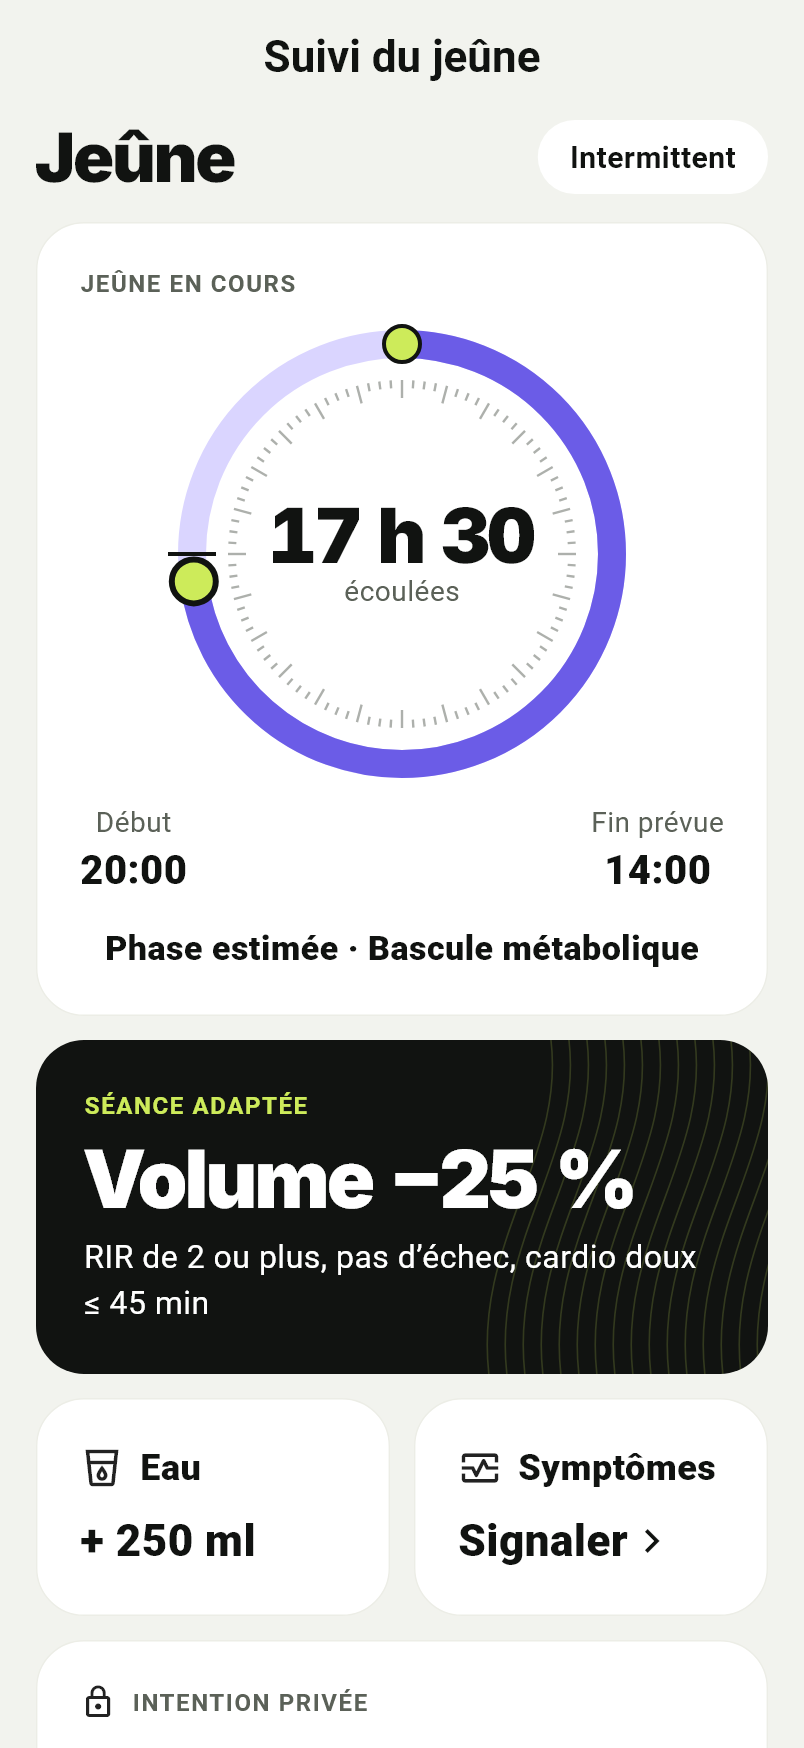 Suivi du jeûne
Jeûne
Intermittent
JEÛNE EN COURS
17 h 30
écoulées
Début
Fin prévue
20:00
14:00
Phase estimée · Bascule métabolique
SÉANCE ADAPTÉE
Volume −25 %
RIR de 2 ou plus, pas d’échec, cardio doux
≤ 45 min
Eau
+ 250 ml
Symptômes
Signaler
INTENTION PRIVÉE